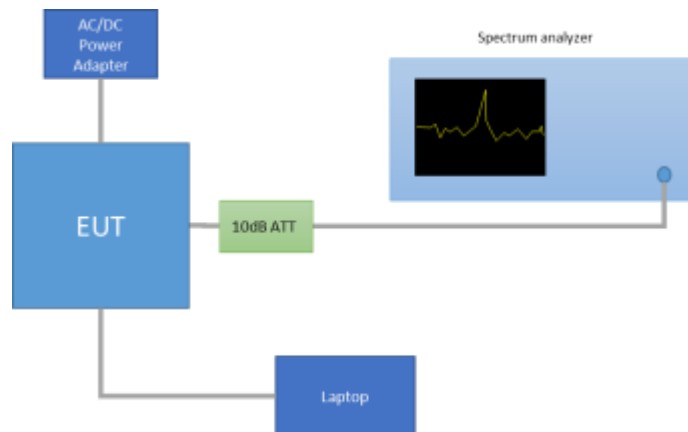 AC/DC
Power
Adapter
Spectrum analyzer
EUT
10dB ATT
Laptop